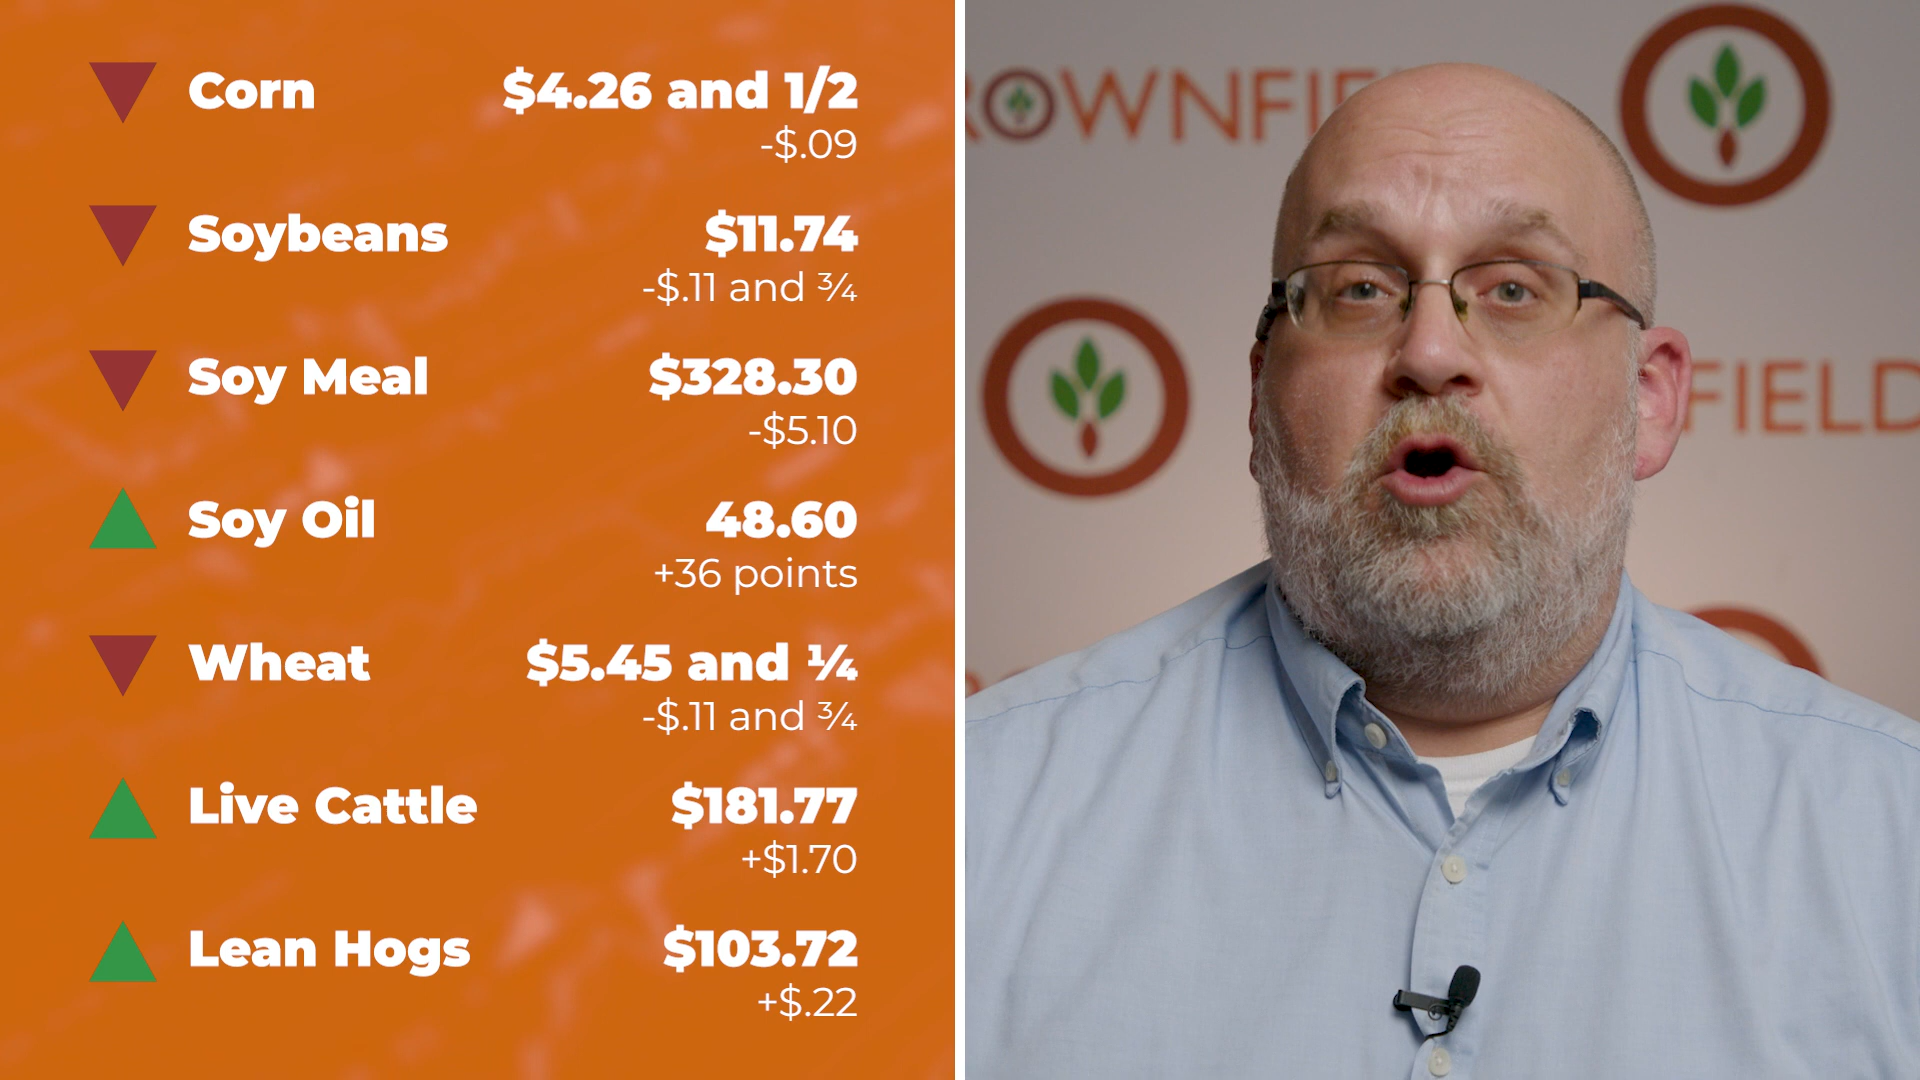 Corn $4.26 and 1/2
-$.09
Soybeans $11.74
-$.11 and ¾
Soy Meal $328.30
-$5.10
Soy Oil 48.60
+36 points
Wheat $5.45 and ¼
-$.11 and ¾
Live Cattle $181.77
+$1.70
Lean Hogs $103.72
+$.22
ROWNFI
FIELD